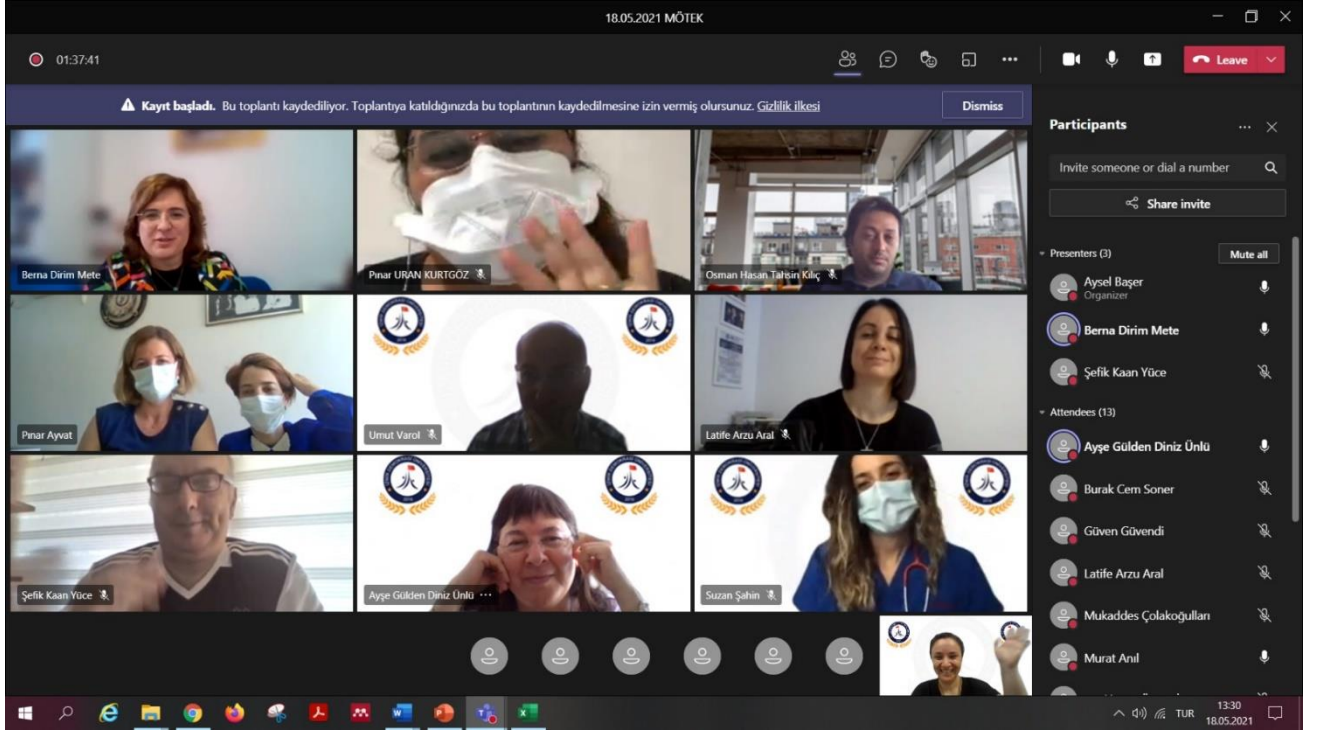 18.05.2021 MÖTEK
01:37:41
Leave
Kayıt başladı. Bu toplantı kaydediliyor. Toplantıya katıldığınızda bu toplantının kaydedilmesine izin vermiş olursunuz. Gizlilik ilkesi
Dismiss
Berna Dirim Mete
Pınar URAN KURTGÖZ
Osman Hasan Tahsin Kılıç
Pınar Ayvat
Umut Varol
Latife Arzu Aral
Şefik Kaan Yüce
Ayşe Gülden Diniz Ünlü
Suzan Şahin
Participants
Invite someone or dial a number
Share invite
Presenters (3)
Mute all
Aysel Başer
Organizer
Berna Dirim Mete
Şefik Kaan Yüce
Attendees (13)
Ayşe Gülden Diniz Ünlü
Burak Cem Soner
Güven Güvendi
Latife Arzu Aral
Mukaddes Çolakoğulları
Murat Anıl
TUR
13:30
18.05.2021